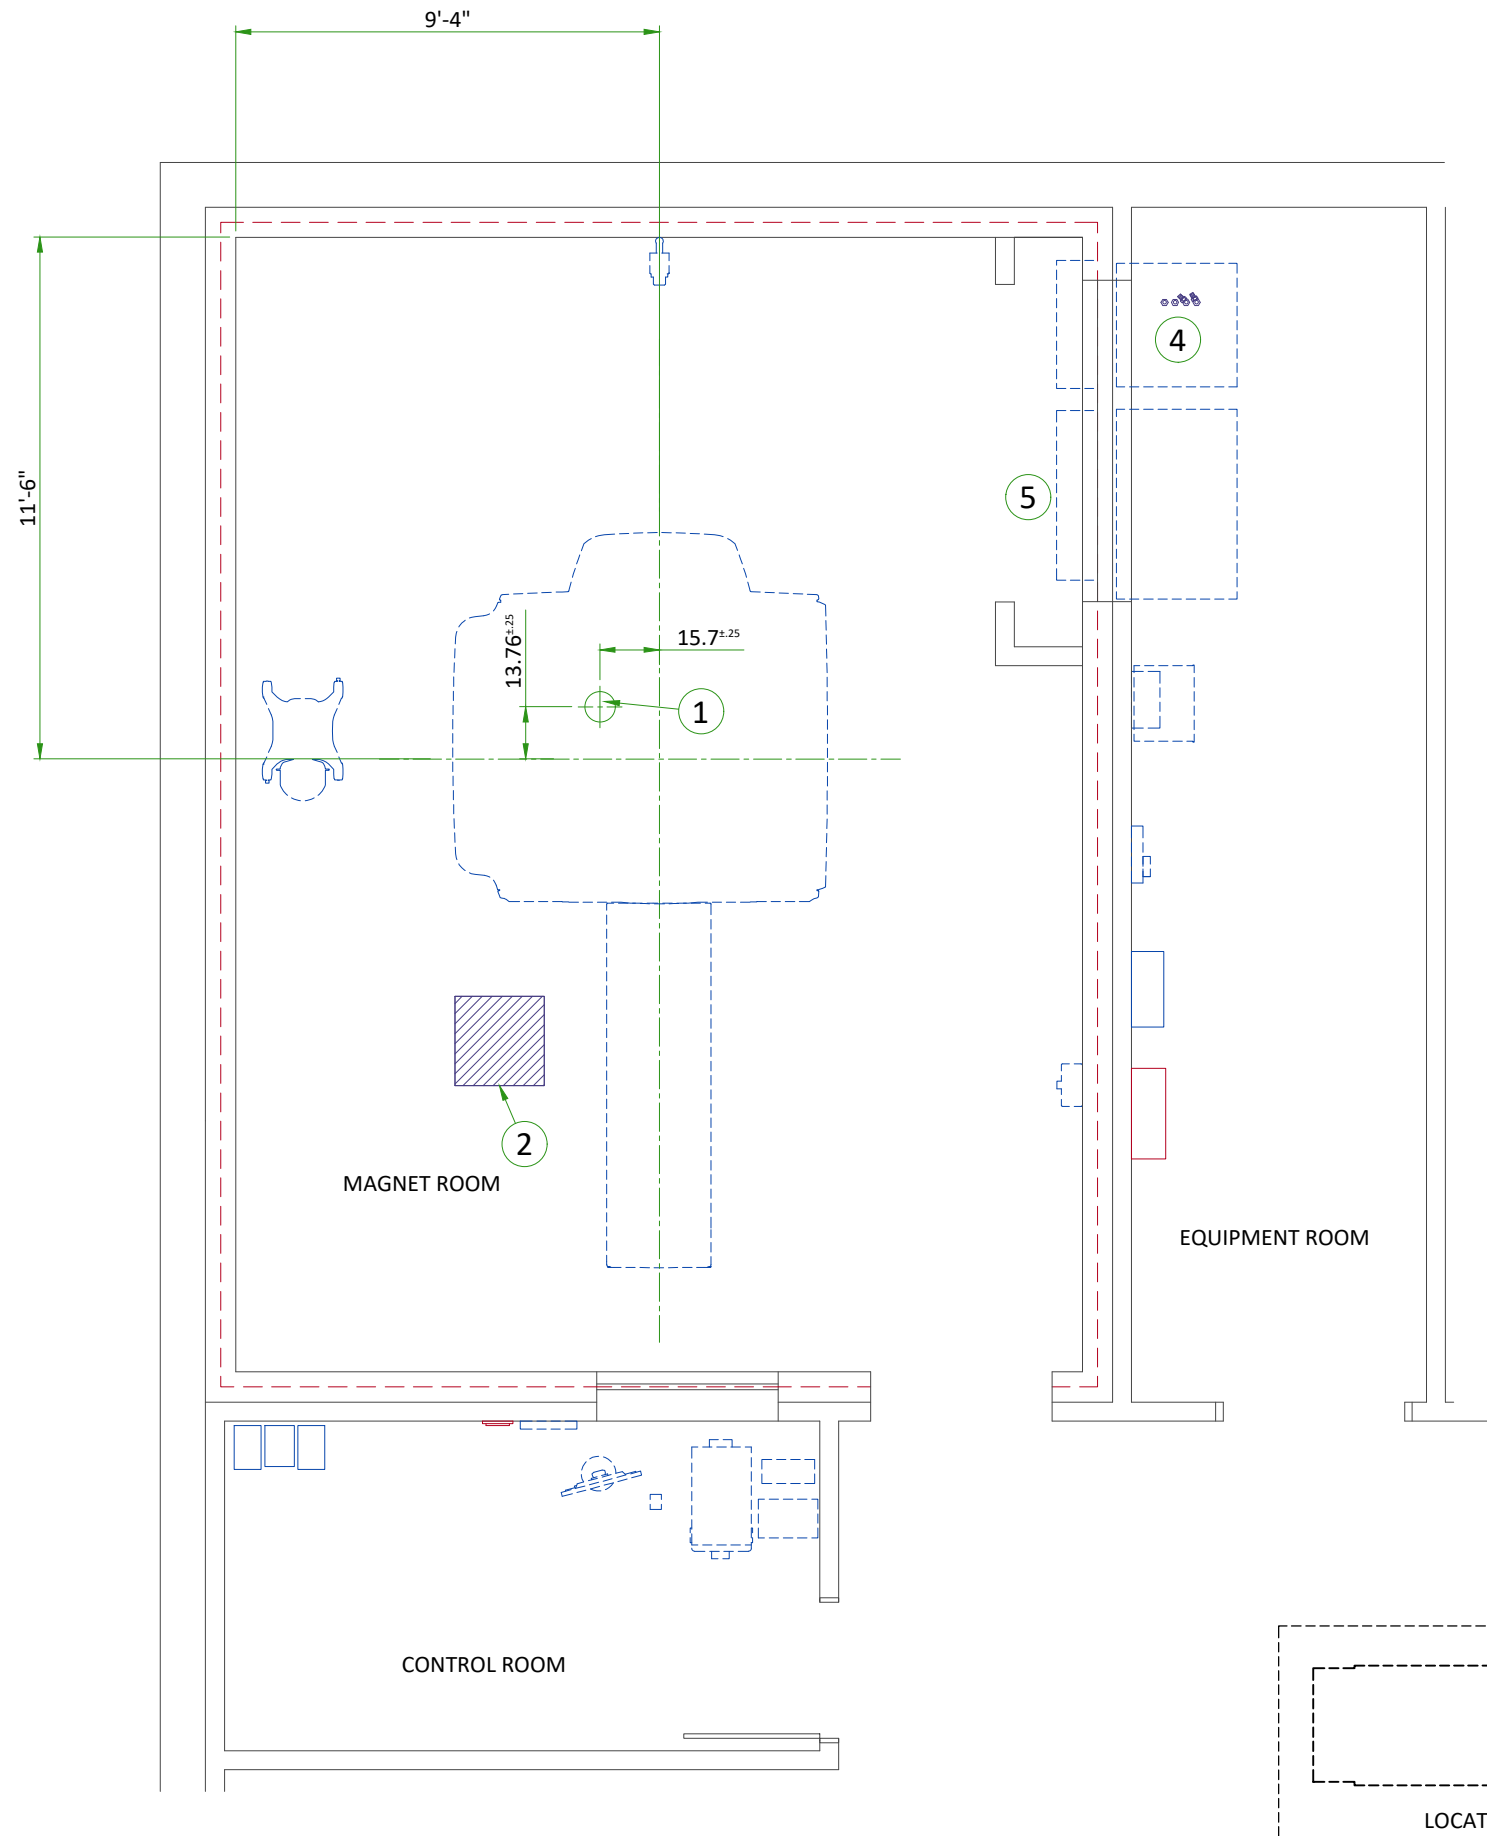 9'-4"
11'-6"
4
5
13.76±.25
15.7±.25
1
2
MAGNET ROOM
EQUIPMENT ROOM
CONTROL ROOM
LOCAT